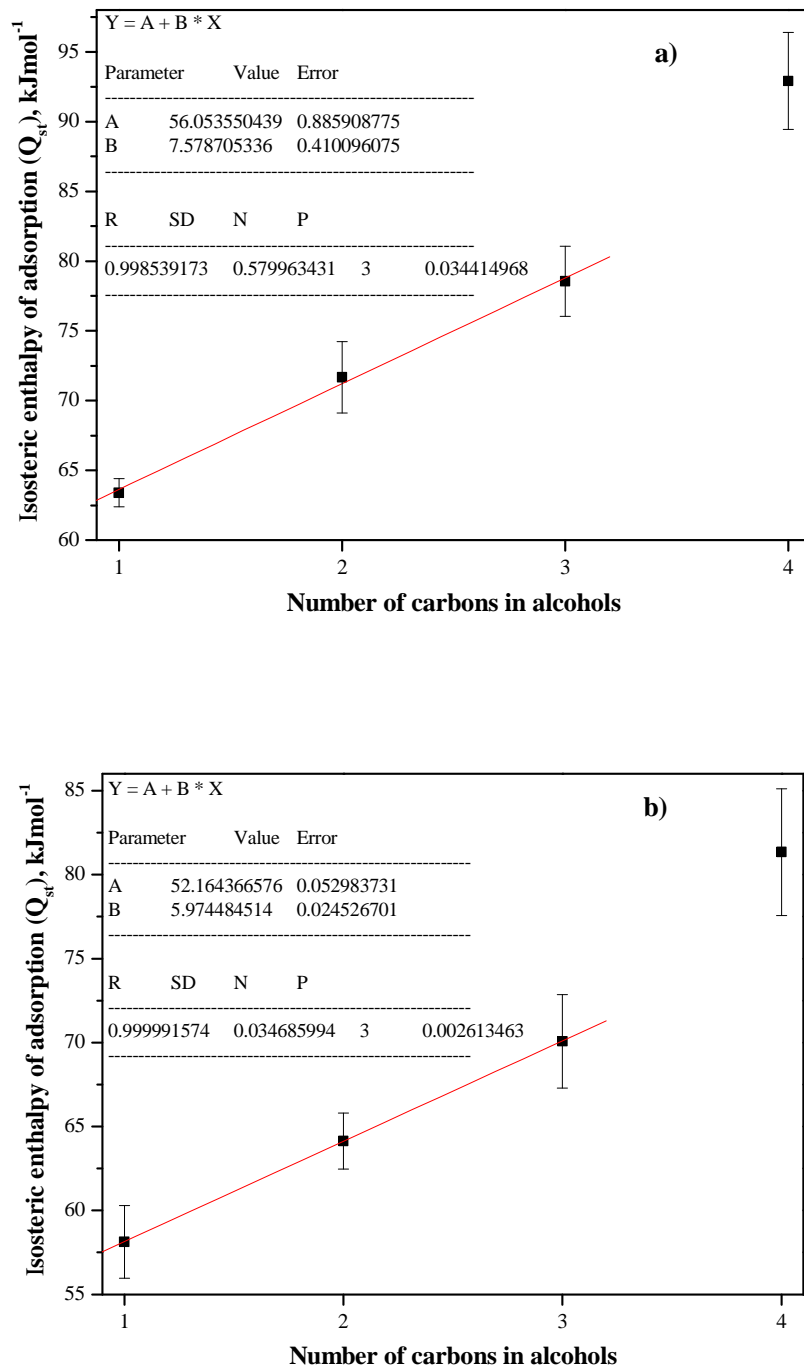 Y = A + B * X
a)
Parameter Value Error
------------------------------------------------------------
A 56.053550439 0.885908775
B 7.578705336 0.410096075
------------------------------------------------------------
R SD N P
------------------------------------------------------------
0.998539173 0.579963431 3 0.034414968
------------------------------------------------------------
95
90
85
80
75
70
65
60
Isosteric enthalpy of adsorption (Qst), kJmol-1
1 2 3 4
Number of carbons in alcohols
Y = A + B * X
b)
Parameter Value Error
------------------------------------------------------------
A 52.164366576 0.052983731
B 5.974484514 0.024526701
------------------------------------------------------------
R SD N P
------------------------------------------------------------
0.999991574 0.034685994 3 0.002613463
------------------------------------------------------------
85
80
75
70
65
60
55
Isosteric enthalpy of adsorption (Qst), kJmol-1
1 2 3 4
Number of carbons in alcohols